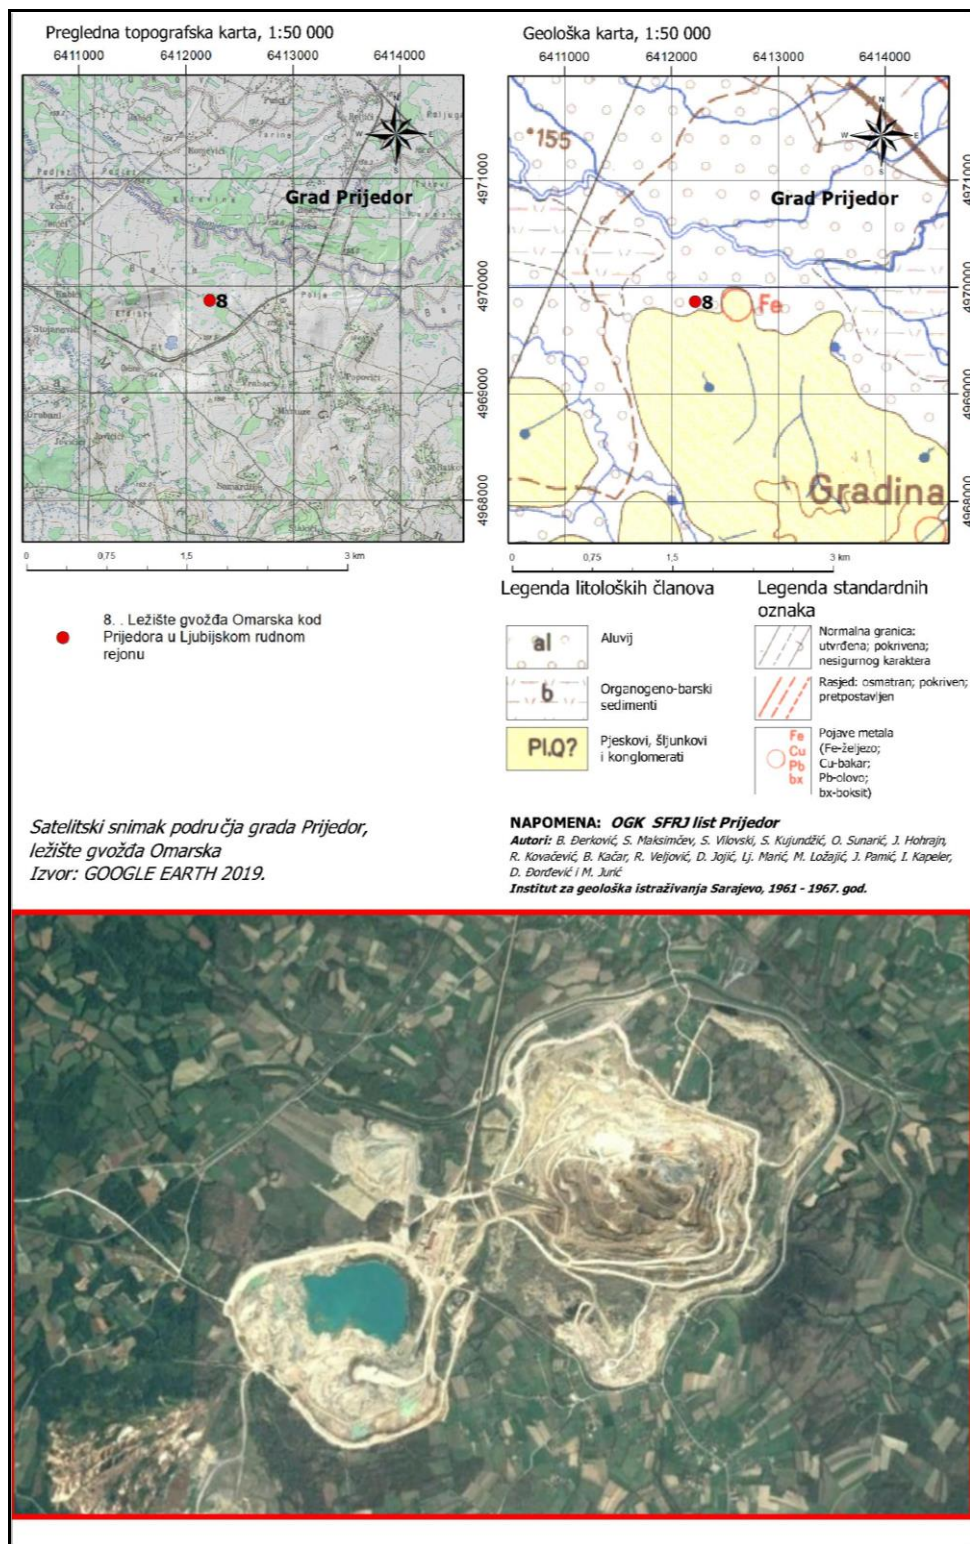 Pregledna topografska karta, 1:50 000
6411000 6412000 6413000 6414000
N
W E
S
Grad Prijedor
8
4971000
4970000
4969000
4968000
0 0,75 1,5 3 km
Geološka karta, 1:50 000
6411000 6412000 6413000 6414000
155
N
W E
S
Grad Prijedor
8
Fe
Gradina
4971000
4970000
4969000
4968000
0 0,75 1,5 3 km
8. . Ležište gvožđa Omarska kod
Prijedora u Ljubijskom rudnom
rejonu
Legenda litoloških članova
al
Aluvij
b
Organogeno-barski
sedimenti
Pl,Q?
Pjeskovi, šljunkovi
i konglomerati
Legenda standardnih
oznaka
Normalna granica:
utvrđena; pokrivena;
nesigurnog karaktera
Rasjed: osmatran; pokriven;
pretpostavljen
Fe
Cu
Pb
bx
Pojave metala
(Fe-željezo;
Cu-bakar;
Pb-olovo;
bx-boksit)
Satelitski snimak područja grada Prijedor,
ležište gvožđa Omarska
Izvor: GOOGLE EARTH 2019.
NAPOMENA: OGK SFRJ list Prijedor
Autori: B. Đerković, S. Maksimčev, S. Vilovski, S. Kujundžić, O. Sunarić, J. Hohrajn,
R. Kovačević, B. Kačar, R. Veljović, D. Jojić, Lj. Marić, M. Ložajić, J. Pamić, I. Kapeler,
D. Đorđević i M. Jurić
Institut za geološka istraživanja Sarajevo, 1961 - 1967. god.